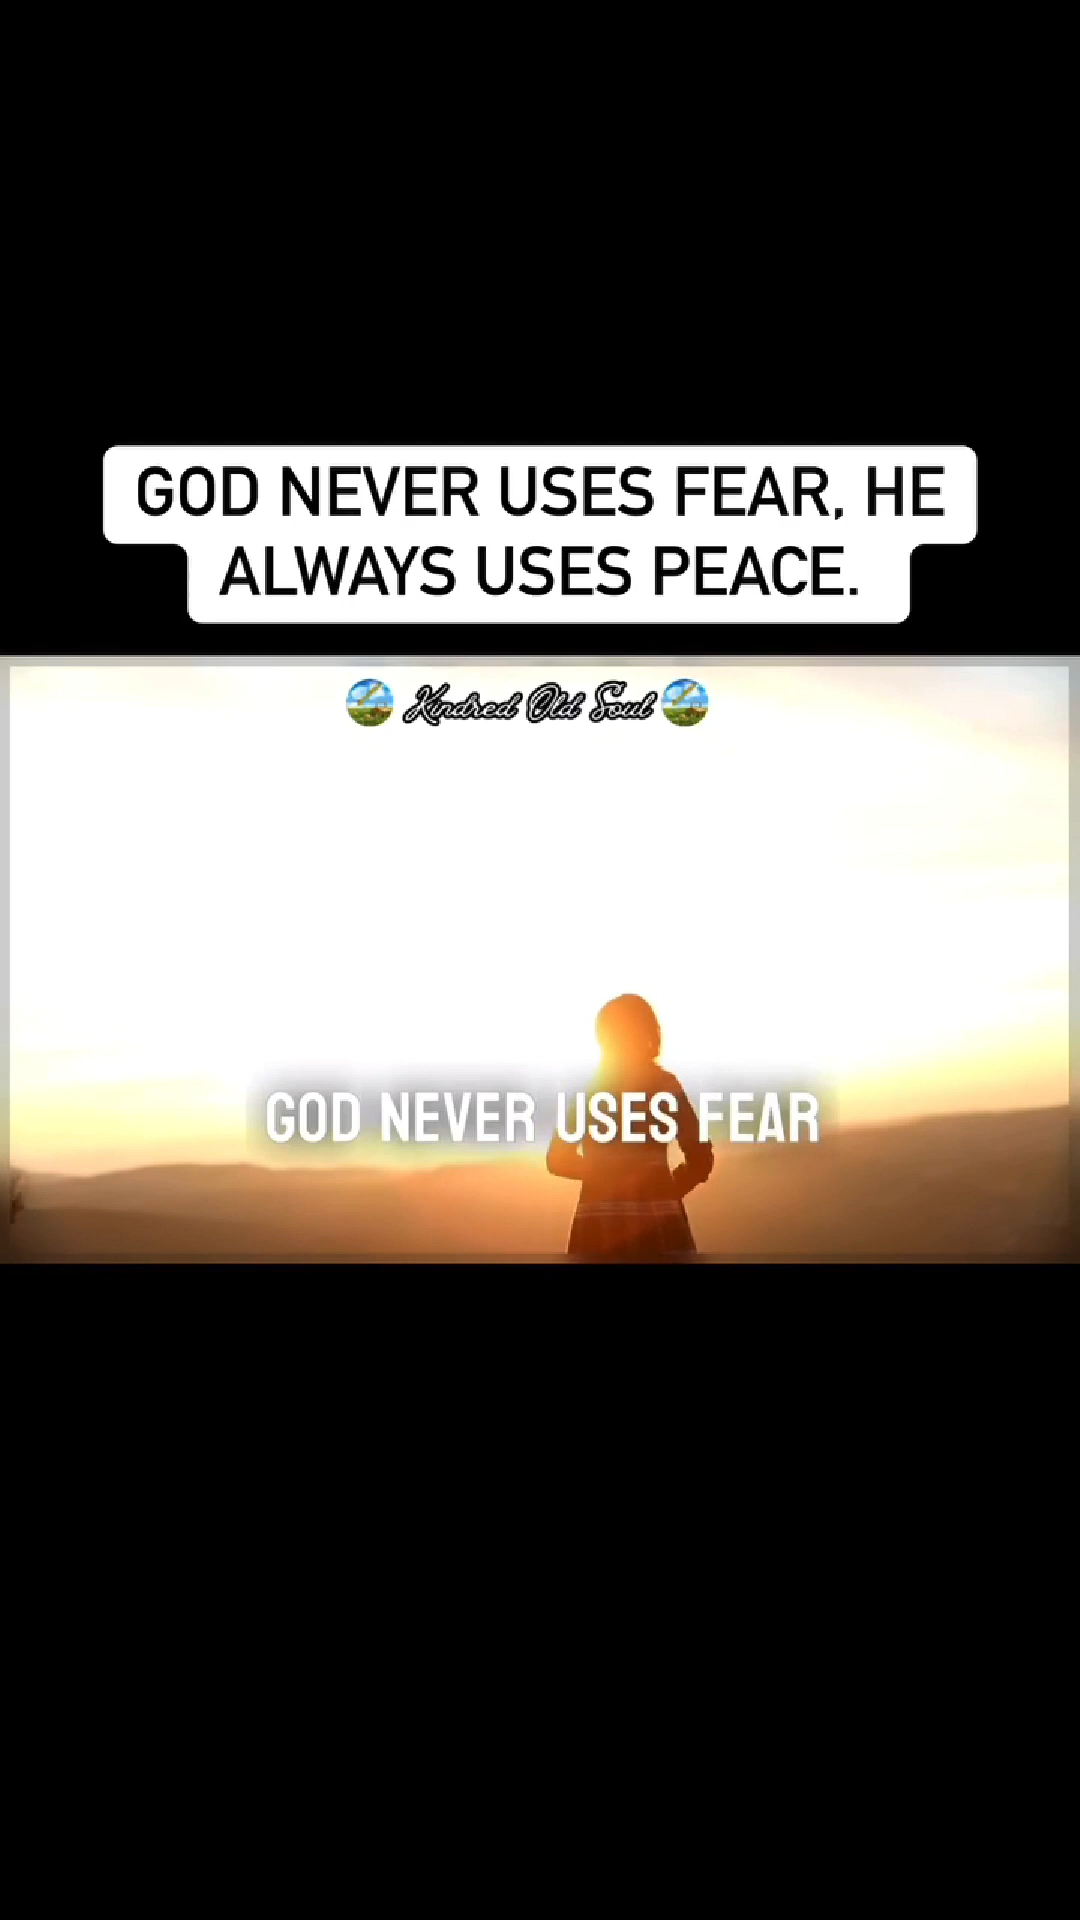 GOD NEVER USES FEAR, HE
ALWAYS USES PEACE.
Kindred Old Soul
GOD NEVER USES FEAR